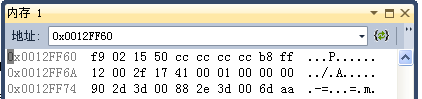 内存 1
地址: 0x0012FF60
0x0012FF60 f9 02 15 50 cc cc cc cc b8 ff ...P......
0x0012FF6A 12 00 2f 17 41 00 01 00 00 00 ../.A.....
0x0012FF74 90 2d 3d 00 88 2e 3d 00 6d aa .-=...=.m.